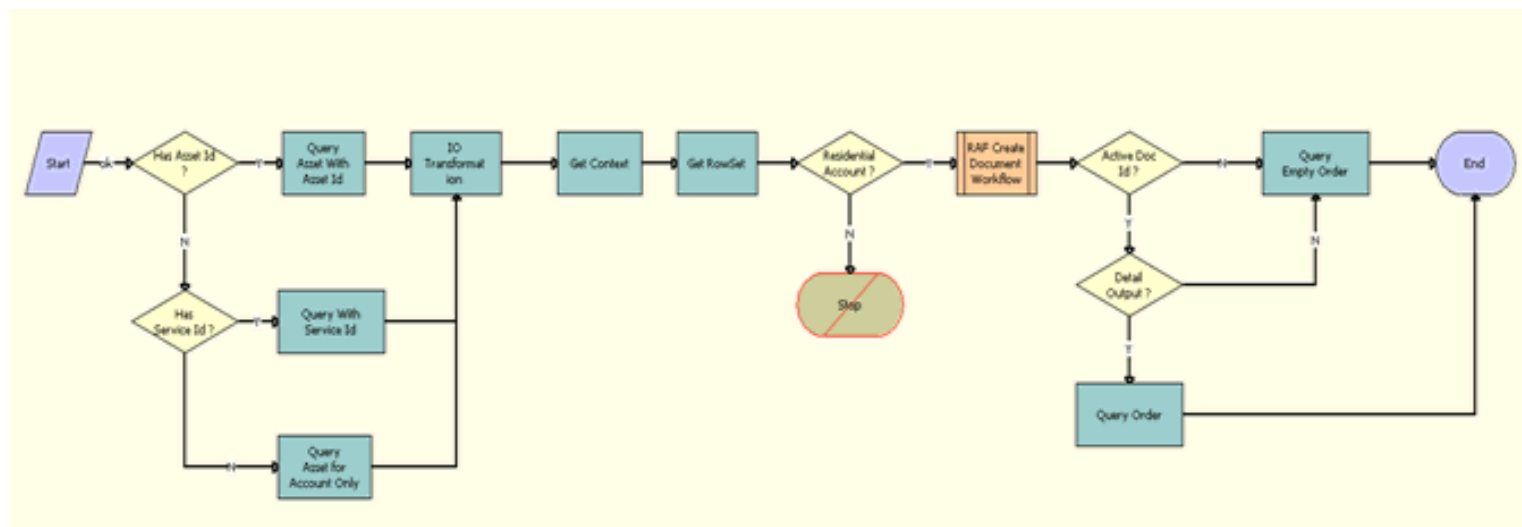 Start
ok
Has Asset Id
?
Y
Query
Asset With
Asset Id
IO
Transformat
ion
Get Context
Get RowSet
Residential
Account ?
Y
RAF Create
Document
Workflow
Active Doc
Id ?
N
Query
Empty Order
End
N
N
Y
N
Has
Service Id ?
Y
Query With
Service Id
Stop
Detail
Output ?
Y
N
Query
Asset for
Account Only
Query Order